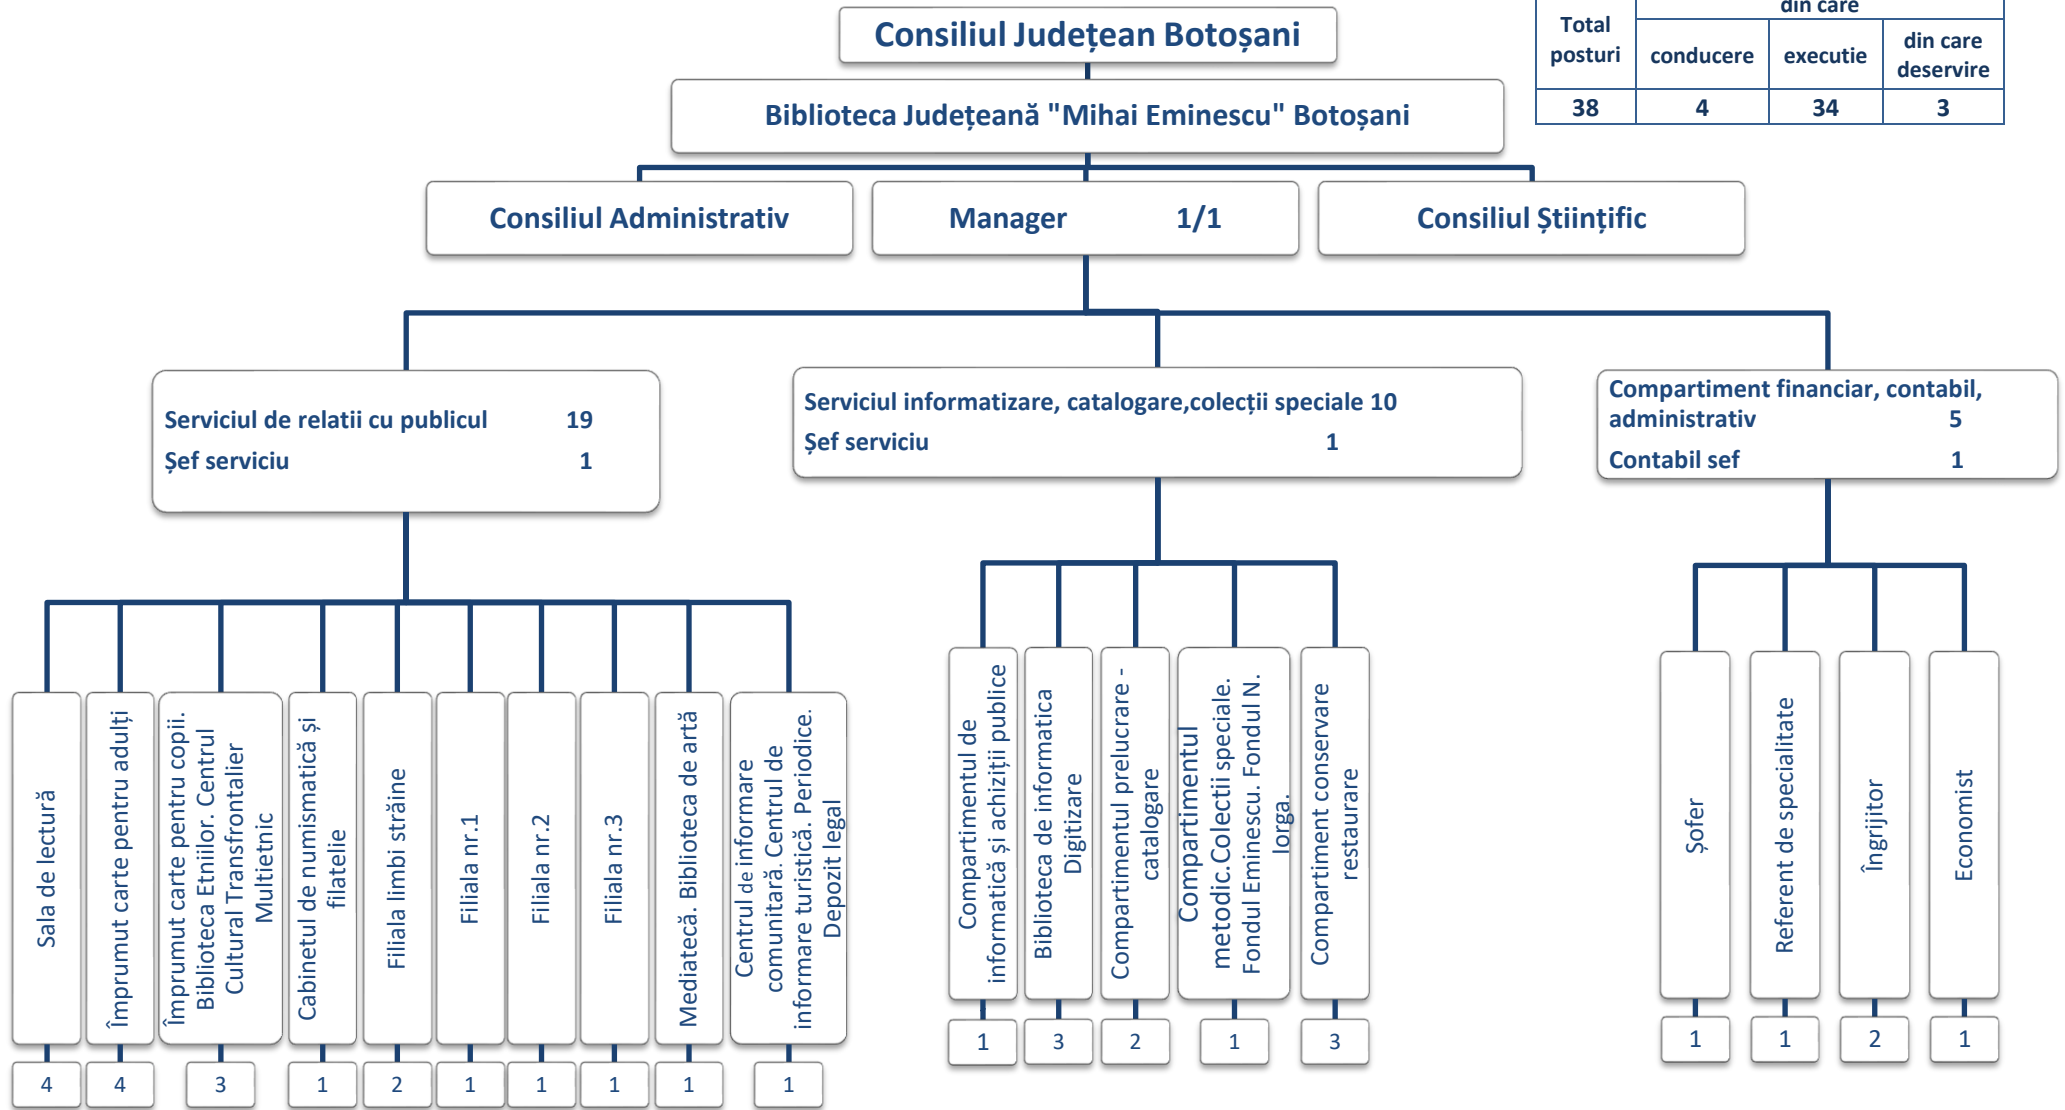 Consiliul Județean Botoșani
Total
posturi
din care
conducere
executie
din care
deservire
38
4
34
3
Biblioteca Județeană "Mihai Eminescu" Botoșani
Consiliul Administrativ
Manager 1/1
Consiliul Științific
Serviciul de relatii cu publicul 19
Șef serviciu 1
Serviciul informatizare, catalogare,colecții speciale 10
Șef serviciu 1
Compartiment financiar, contabil,
administrativ 5
Contabil sef 1
Sala de lectură
Împrumut carte pentru adulți
Împrumut carte pentru copii.
Biblioteca Etniilor. Centrul
Cultural Transfrontalier
Multietnic
Cabinetul de numismatică și
filatelie
Filiala limbi străine
Filiala nr.1
Filiala nr.2
Filiala nr.3
Mediatecă. Biblioteca de artă
Centrul de informare
comunitară. Centrul de
informare turistică. Periodice.
Depozit legal
4
4
3
1
2
1
1
1
1
1
Compartimentul de
informatică și achiziții publice
Biblioteca de informatica
Digitizare
Compartimentul prelucrare -
catalogare
Compartimentul
metodic.Colectii speciale.
Fondul Eminescu. Fondul N.
Iorga.
Compartiment conservare
restaurare
1
3
2
1
3
Șofer
Referent de specialitate
Îngrijitor
Economist
1
1
2
1